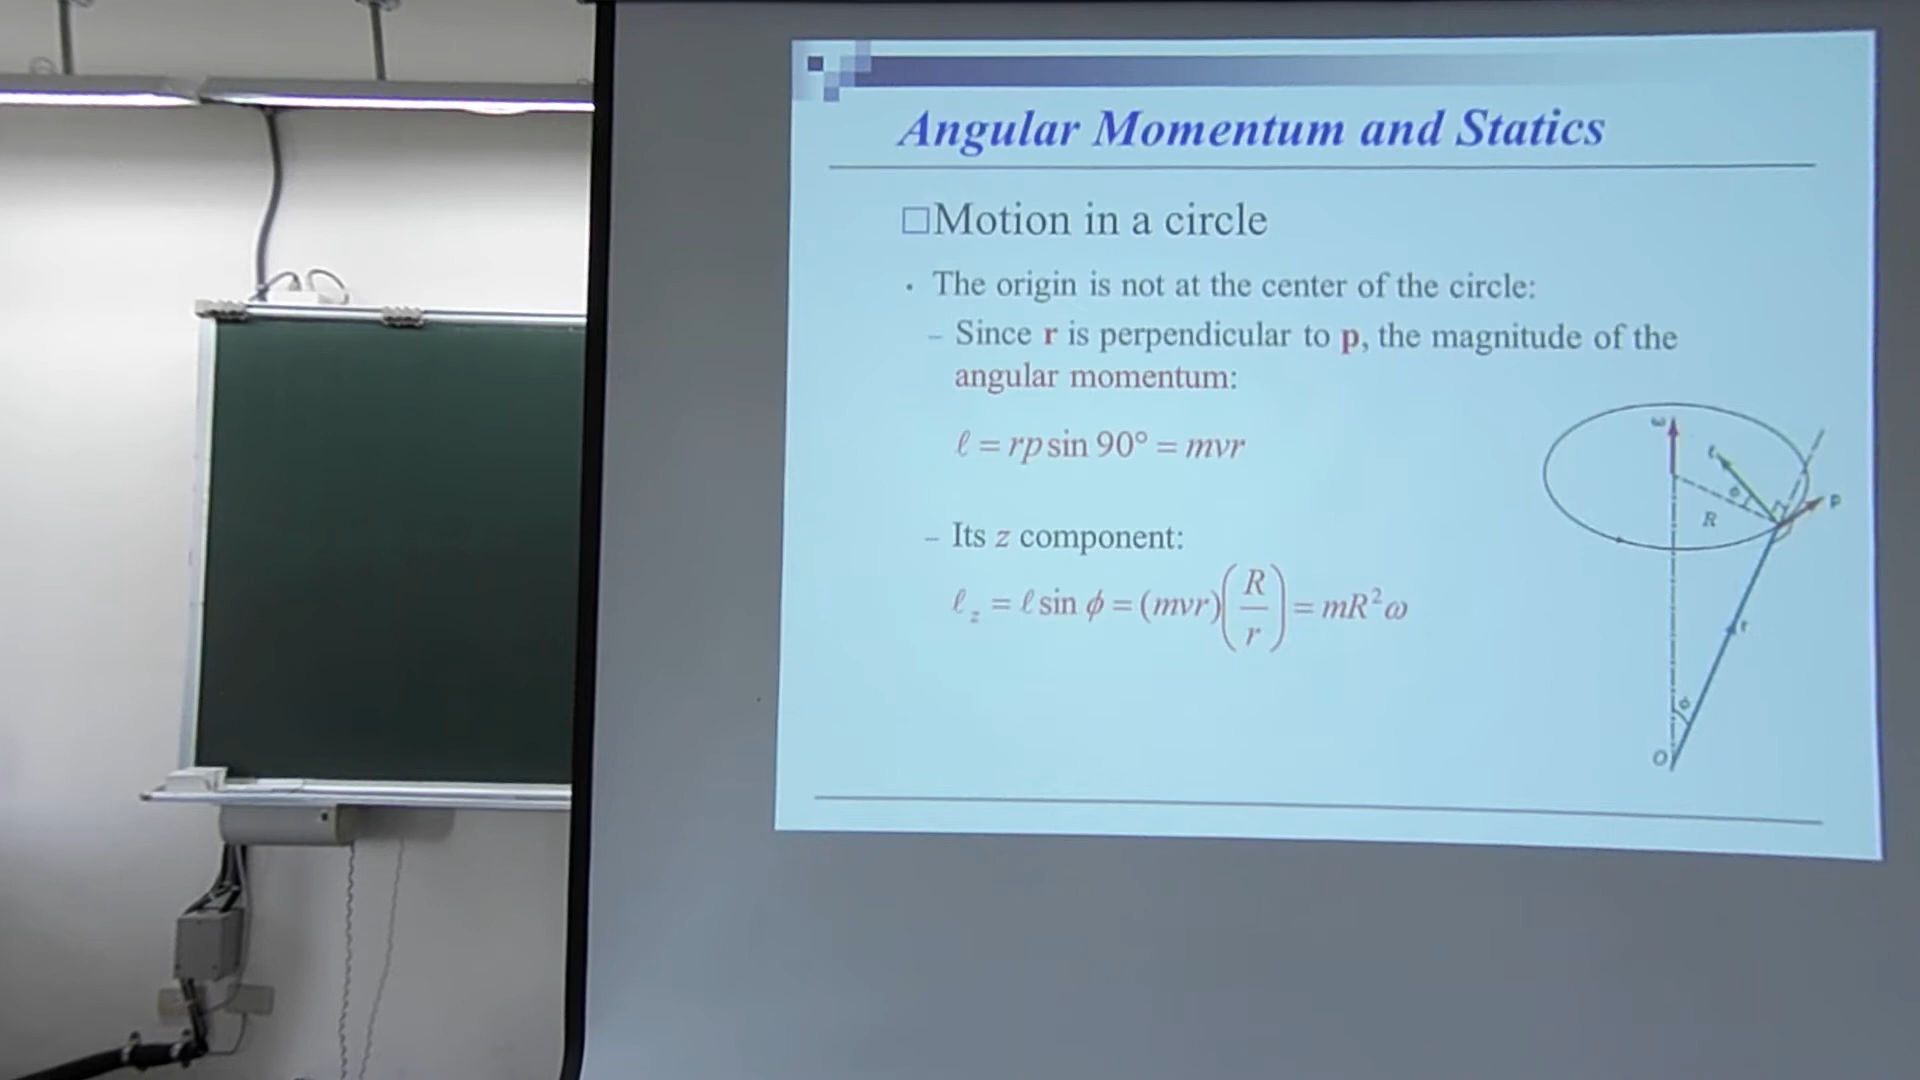 Angular Momentum and Statics
□Motion in a circle
· The origin is not at the center of the circle:
– Since r is perpendicular to p, the magnitude of the
angular momentum:
ℓ = rp sin 90° = mvr
– Its z component:
ℓ_z = ℓ sin ϕ = (mvr)(R/r) = mR²ω
ω
ℓ
ϕ
p
R
r
ϕ
O